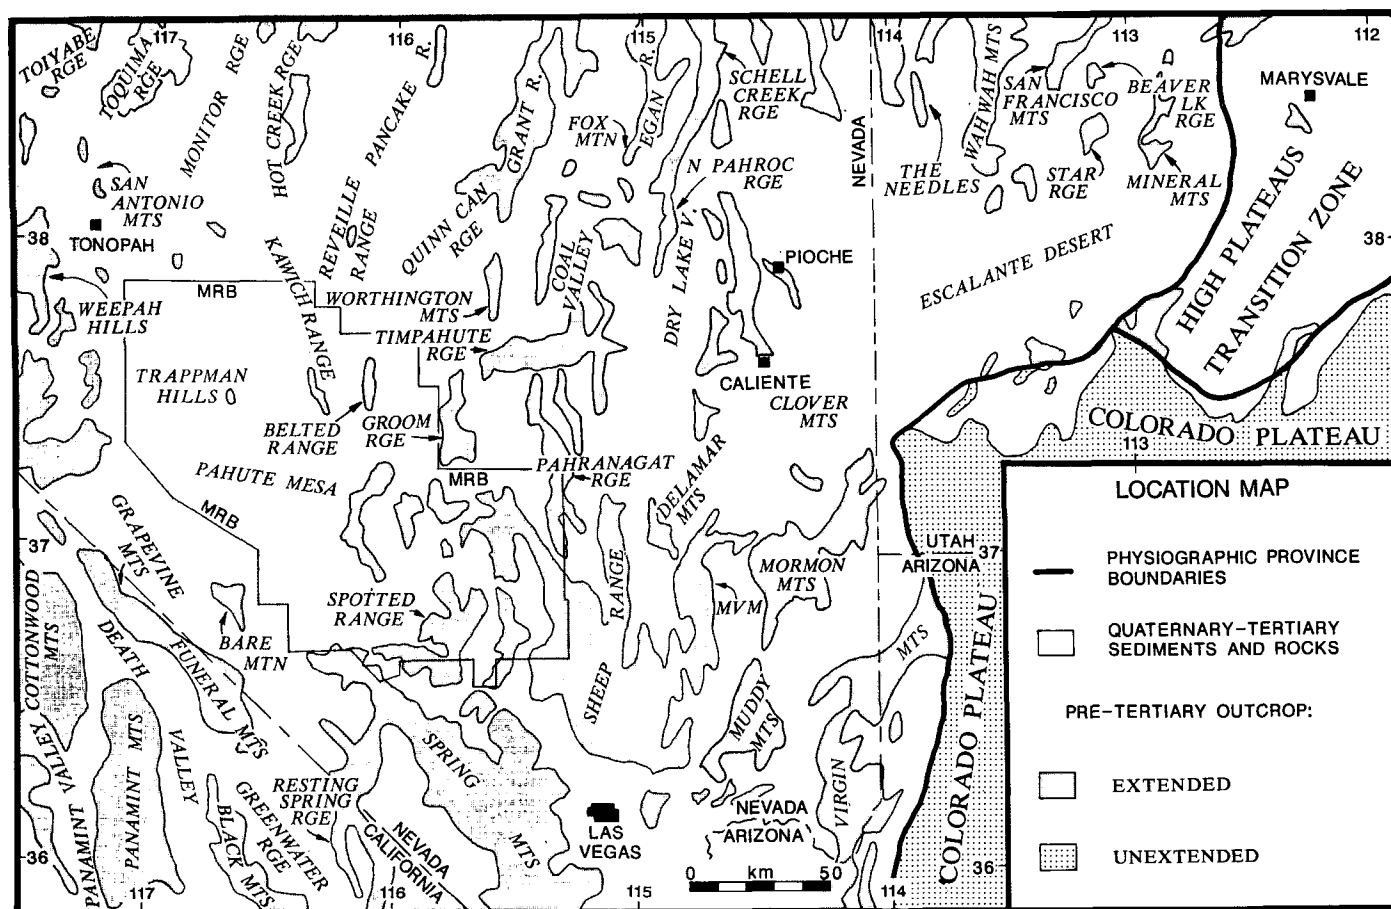 117
116
115
114
113
112
TOIYABE
RGE
TOQUIMA
RGE
MONITOR RGE
HOT CREEK RGE
PANCAKE R.
REVEILLE
RANGE
GRANT R.
QUINN CAN
RGE
FOX
MTN
EGAN R.
SCHELL
CREEK
RGE
N PAHROC
RGE
NEVADA
THE
NEEDLES
WAH WAH MTS
SAN
FRANCISCO
MTS
BEAVER
LK
RGE
STAR
RGE
MINERAL
MTS
MARYSVALE
HIGH PLATEAUS
TRANSITION ZONE
SAN
ANTONIO
MTS
TONOPAH
38
38
WEEPAH
HILLS
MRB
KAWICH RANGE
WORTHINGTON
MTS
TIMPAHUTE
RGE
COAL
VALLEY
DRY LAKE V.
PIOCHE
ESCALANTE DESERT
TRAPPMAN
HILLS
BELTED
RANGE
GROOM
RGE
CALIENTE
CLOVER
MTS
COLORADO PLATEAU
113
PAHUTE MESA
MRB
MRB
PAHRANAGAT
RGE
DELAMAR
MTS
37
GRAPEVINE
MTS
UTAH
ARIZONA
37
MORMON
MTS
MVM
SHEEP RANGE
SPOTTED
RANGE
BARE
MTN
COTTONWOOD
MTS
DEATH VALLEY
FUNERAL MTS
PANAMINT VALLEY
PANAMINT MTS
BLACK MTS
GREENWATER
RGE
RESTING
SPRING
RGE
SPRING MTS
MUDDY
MTS
VIRGIN MTS
COLORADO PLATEAU
NEVADA
CALIFORNIA
LAS
VEGAS
NEVADA
ARIZONA
36
36
0 km 50
117
116
115
114
LOCATION MAP
PHYSIOGRAPHIC PROVINCE
BOUNDARIES
QUATERNARY-TERTIARY
SEDIMENTS AND ROCKS
PRE-TERTIARY OUTCROP:
EXTENDED
UNEXTENDED